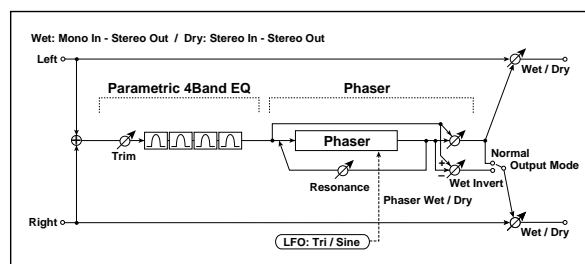 Wet: Mono In - Stereo Out / Dry: Stereo In - Stereo Out
Left
Wet / Dry
Parametric 4Band EQ
Phaser
Trim
Phaser
Resonance
+
−
Wet Invert
Normal
Output Mode
Phaser Wet / Dry
Right
Wet / Dry
LFO: Tri / Sine